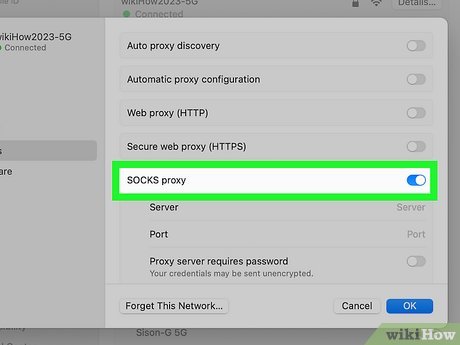 wikiHow2023-5G
Details...
wikiHow2023-5G
Connected
Connected
Auto proxy discovery
Automatic proxy configuration
Web proxy (HTTP)
Secure web proxy (HTTPS)
SOCKS proxy
Server
Server
Port
Port
Proxy server requires password
Your credentials may be sent unencrypted.
Forget This Network...
Cancel
OK
Sison-G 5G
wikiHow